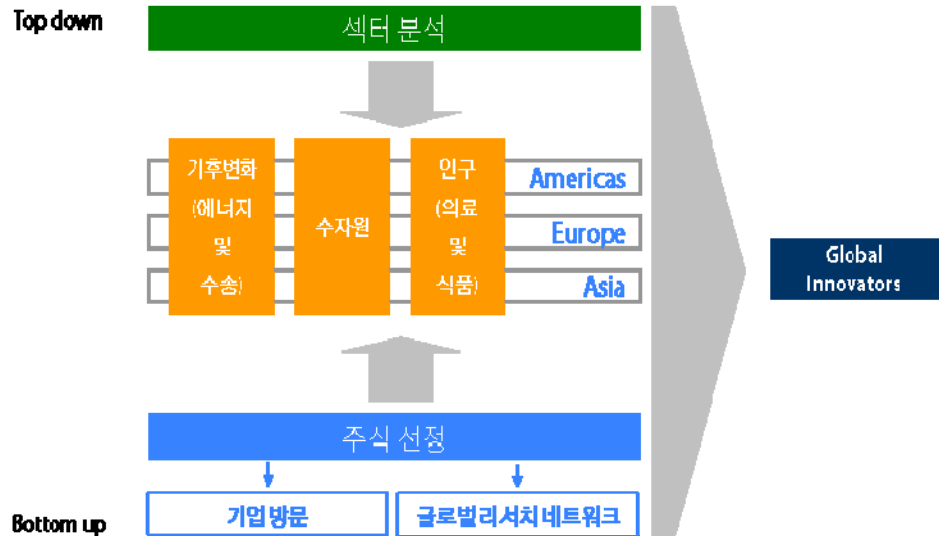 Top down
섹터 분석
기후변화
(에너지
및
수송)
수자원
인구
(의료
및
식품)
Americas
Europe
Asia
Global
Innovators
주식 선정
기업방문
글로벌리서치네트워크
Bottom up